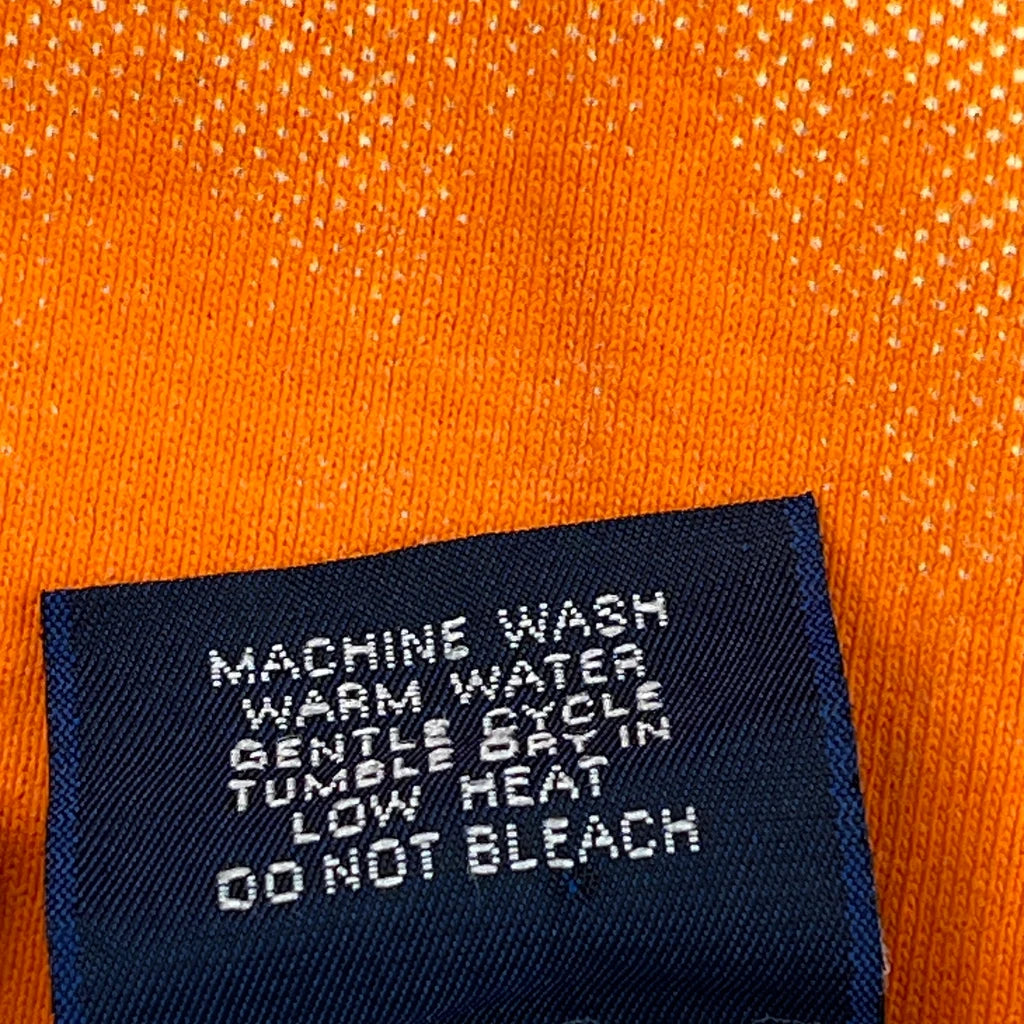 MACHINE WASH
WARM WATER
GENTLE CYCLE
TUMBLE DRY IN
LOW HEAT
DO NOT BLEACH